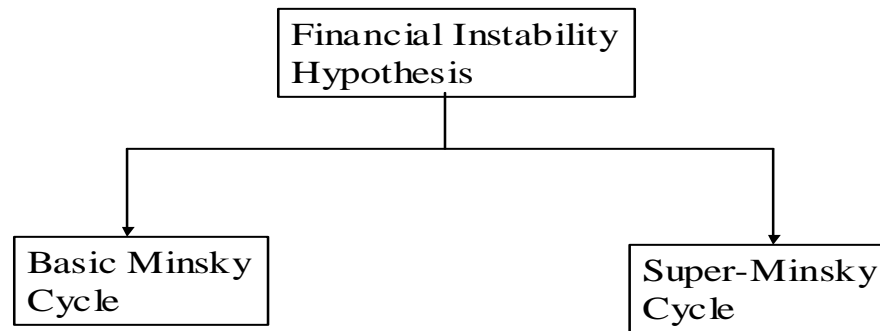 Financial Instability
Hypothesis
Basic Minsky
Cycle
Super-Minsky
Cycle